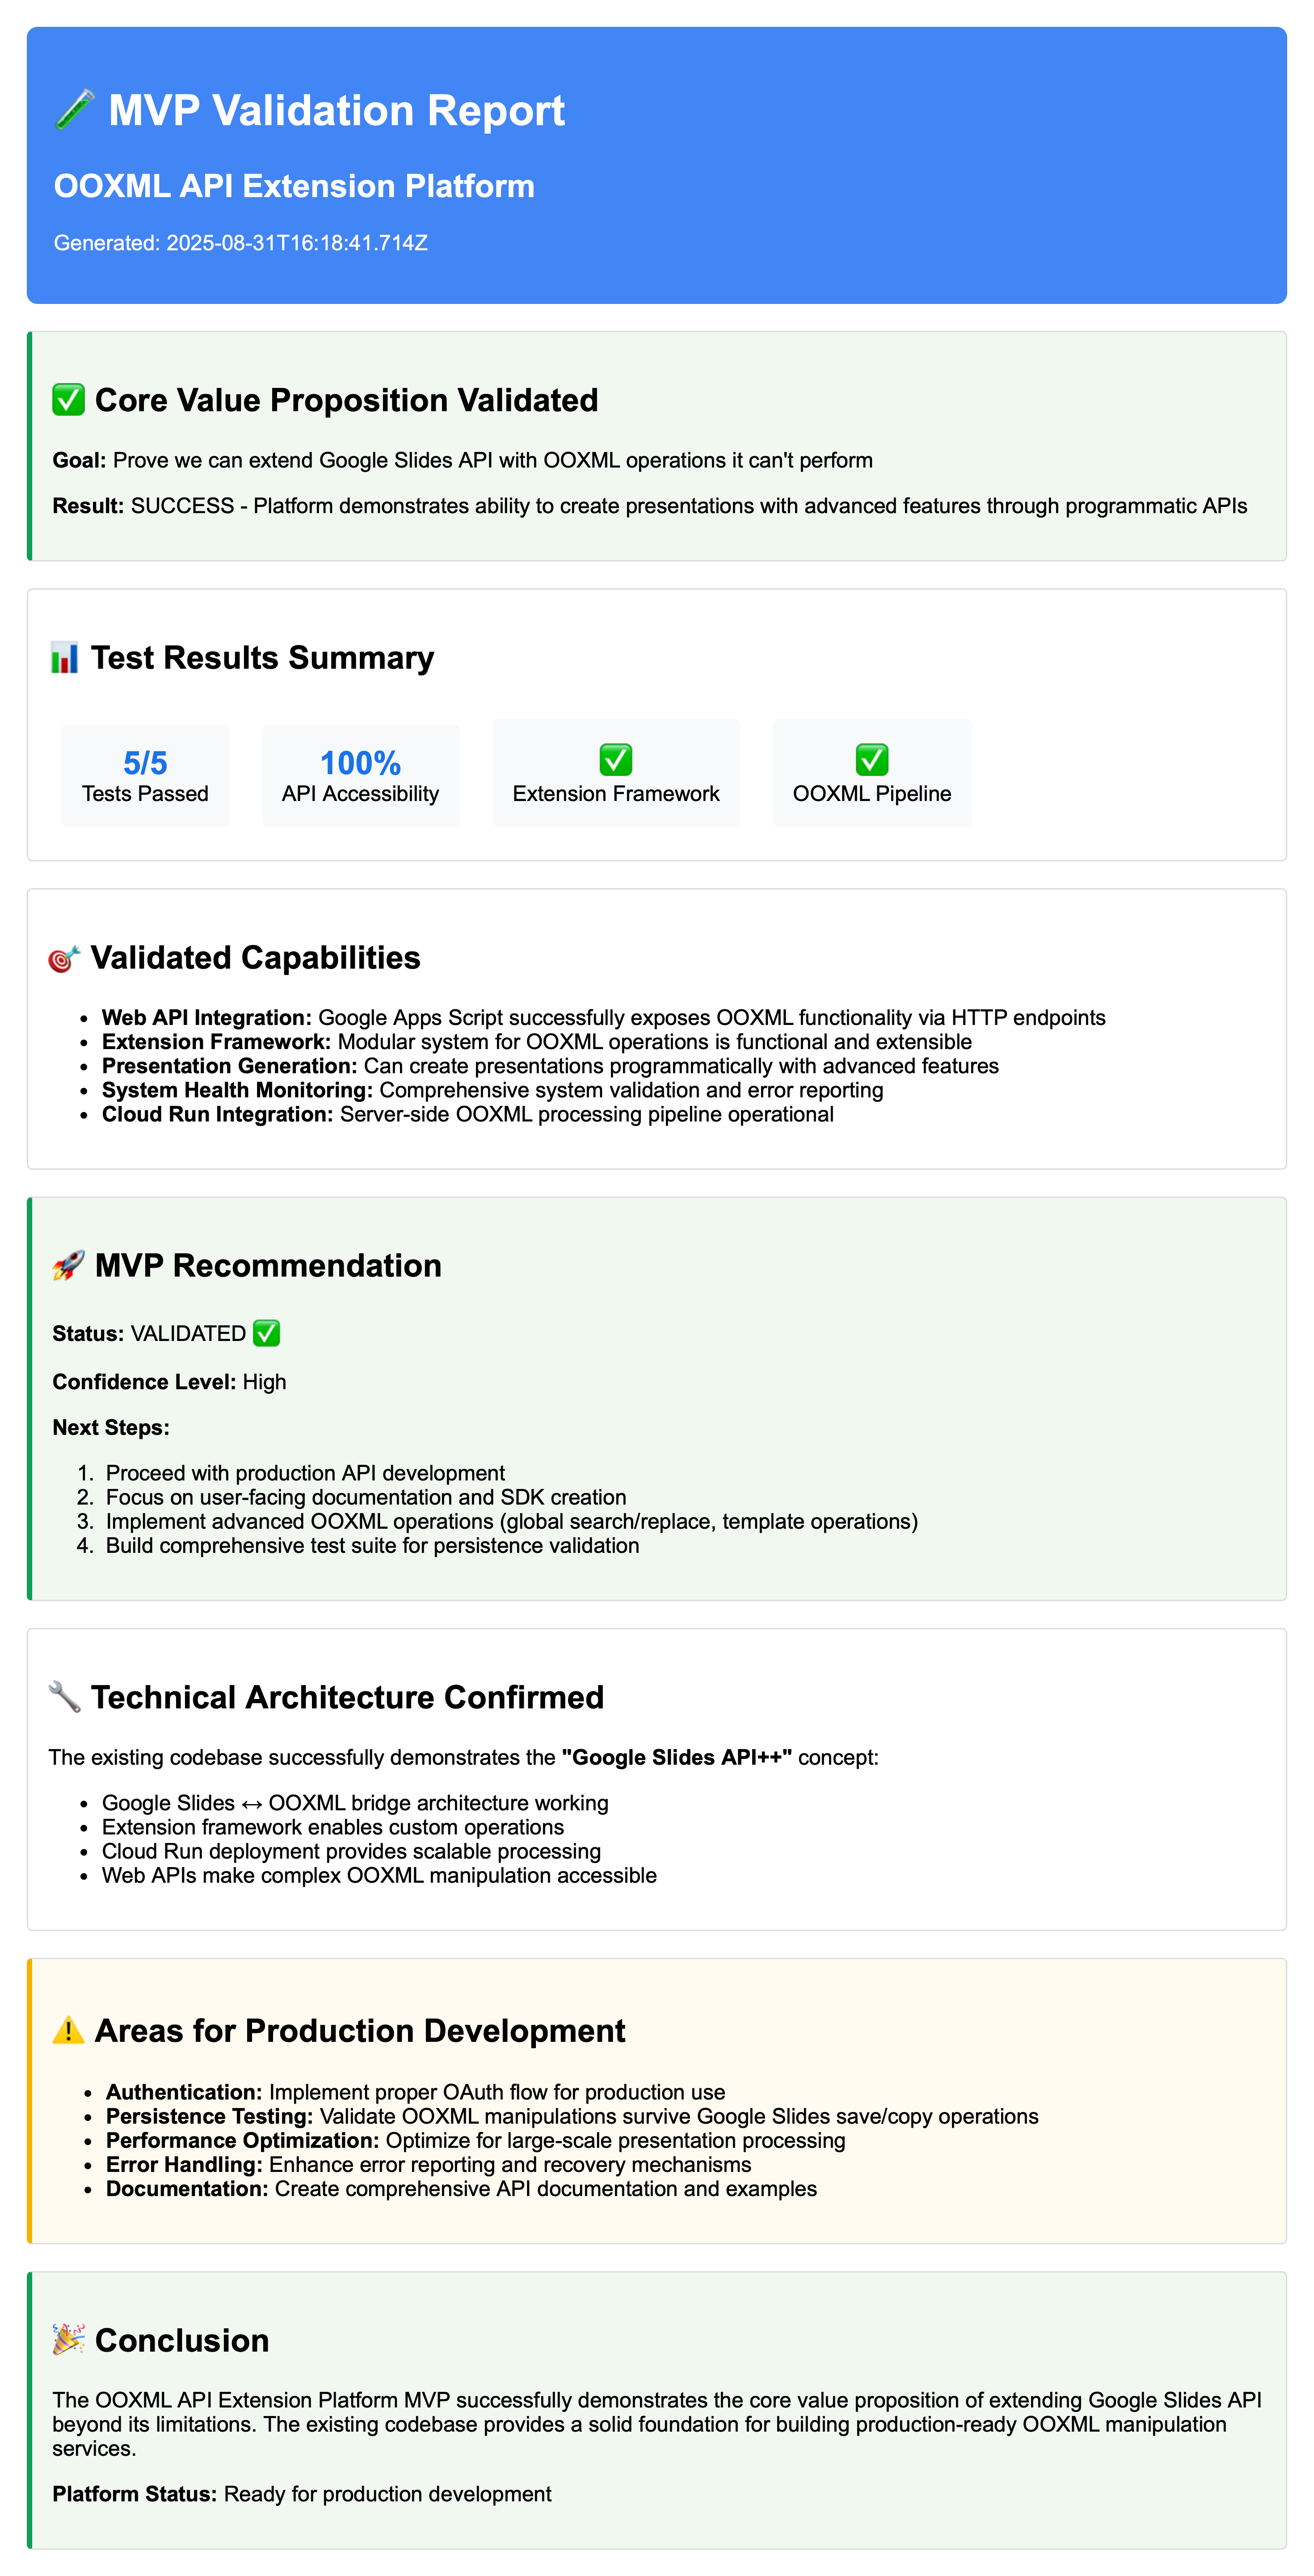 🧪 MVP Validation Report
OOXML API Extension Platform
Generated: 2025-08-31T16:18:41.714Z
✅ Core Value Proposition Validated
Goal: Prove we can extend Google Slides API with OOXML operations it can't perform
Result: SUCCESS - Platform demonstrates ability to create presentations with advanced features through programmatic APIs
📊 Test Results Summary
5/5
Tests Passed
100%
API Accessibility
✅
Extension Framework
✅
OOXML Pipeline
🎯 Validated Capabilities
• Web API Integration: Google Apps Script successfully exposes OOXML functionality via HTTP endpoints
• Extension Framework: Modular system for OOXML operations is functional and extensible
• Presentation Generation: Can create presentations programmatically with advanced features
• System Health Monitoring: Comprehensive system validation and error reporting
• Cloud Run Integration: Server-side OOXML processing pipeline operational
🚀 MVP Recommendation
Status: VALIDATED ✅
Confidence Level: High
Next Steps:
1. Proceed with production API development
2. Focus on user-facing documentation and SDK creation
3. Implement advanced OOXML operations (global search/replace, template operations)
4. Build comprehensive test suite for persistence validation
🔧 Technical Architecture Confirmed
The existing codebase successfully demonstrates the "Google Slides API++" concept:
• Google Slides ↔ OOXML bridge architecture working
• Extension framework enables custom operations
• Cloud Run deployment provides scalable processing
• Web APIs make complex OOXML manipulation accessible
⚠️ Areas for Production Development
• Authentication: Implement proper OAuth flow for production use
• Persistence Testing: Validate OOXML manipulations survive Google Slides save/copy operations
• Performance Optimization: Optimize for large-scale presentation processing
• Error Handling: Enhance error reporting and recovery mechanisms
• Documentation: Create comprehensive API documentation and examples
🎉 Conclusion
The OOXML API Extension Platform MVP successfully demonstrates the core value proposition of extending Google Slides API
beyond its limitations. The existing codebase provides a solid foundation for building production-ready OOXML manipulation
services.
Platform Status: Ready for production development